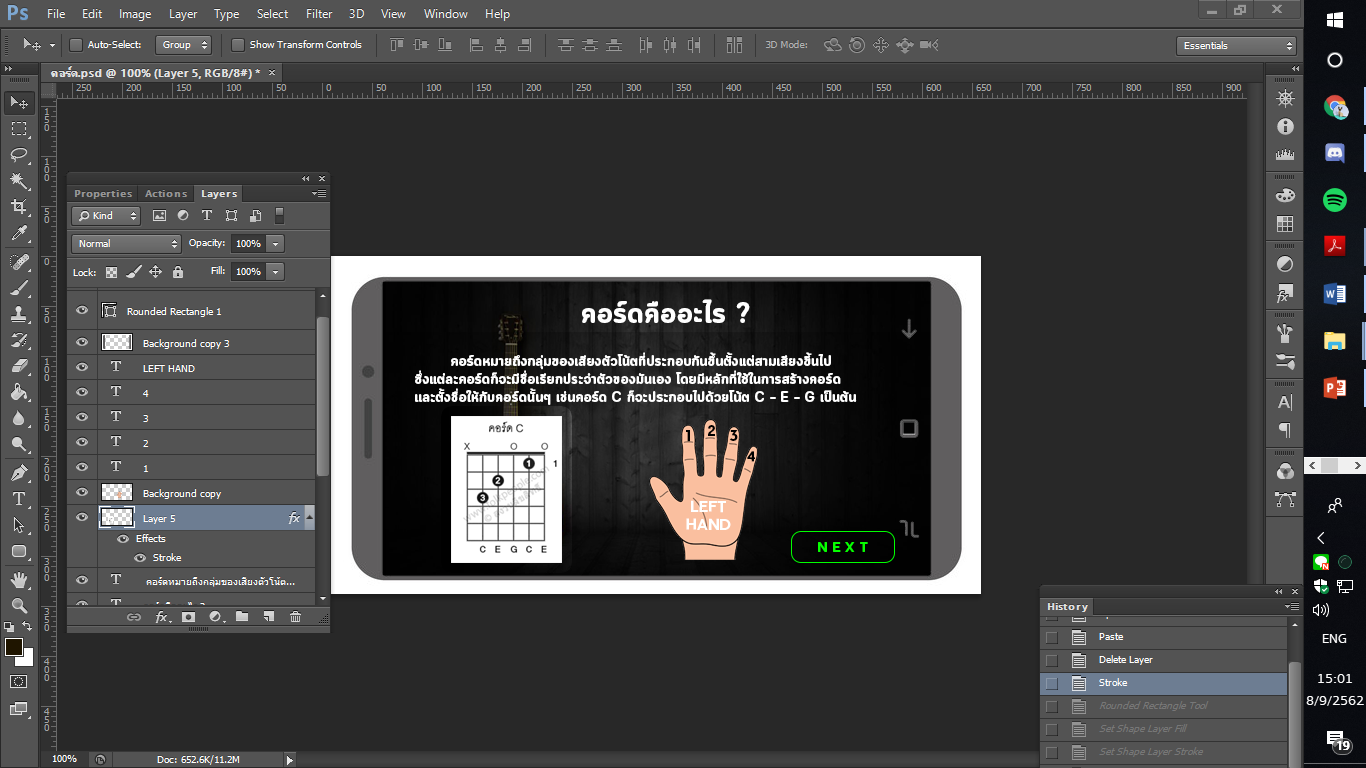 Ps File Edit Image Layer Type Select Filter 3D View Window Help
Auto-Select: Group Show Transform Controls 3D Mode: Essentials
คอร์ด.psd @ 100% (Layer 5, RGB/8#) *
250 200 150 100 50 0 50 100 150 200 250 300 350 400 450 500 550 600 650 700 750 800 850 900
Properties Actions Layers
Kind
Normal Opacity: 100%
Lock: Fill: 100%
Rounded Rectangle 1
Background copy 3
T LEFT HAND
T 4
T 3
T 2
T 1
Background copy
Layer 5 fx
Effects
Stroke
T คอร์ดหมายถึงกลุ่มของเสียงตัวโน้ต...
fx
คอร์ดคืออะไร ?
คอร์ดหมายถึงกลุ่มของเสียงตัวโน้ตที่ประกอบกันขึ้นตั้งแต่สามเสียงขึ้นไป
ซึ่งแต่ละคอร์ดก็จะมีชื่อเรียกประจำตัวของมันเอง โดยมีหลักที่ใช้ในการสร้างคอร์ด
และตั้งชื่อให้กับคอร์ดนั้นๆ เช่นคอร์ด C ก็จะประกอบไปด้วยโน้ต C - E - G เป็นต้น
คอร์ด C
X O O
1 1
2
3
C E G C E
1 2 3 4
LEFT
HAND
NEXT
History
Paste
Delete Layer
Stroke
Rounded Rectangle Tool
Set Shape Layer Fill
Set Shape Layer Stroke
100% Doc: 652.6K/11.2M
ENG
15:01
8/9/2562
19